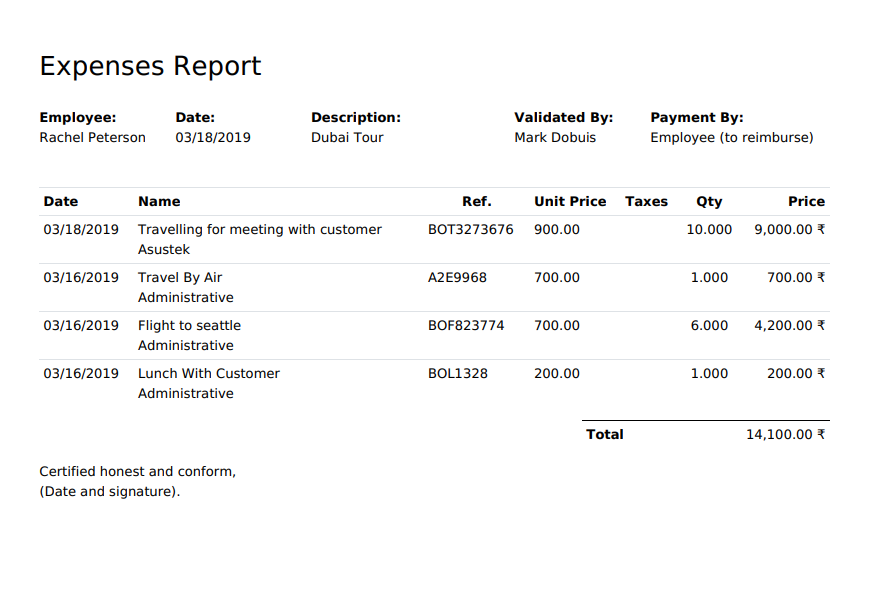 Expenses Report
Employee: Date: Description: Validated By: Payment By:
Rachel Peterson 03/18/2019 Dubai Tour Mark Dobuis Employee (to reimburse)
Date Name Ref. Unit Price Taxes Qty Price
03/18/2019 Travelling for meeting with customer BOT3273676 900.00 10.000 9,000.00 ₹
Asustek
03/16/2019 Travel By Air A2E9968 700.00 1.000 700.00 ₹
Administrative
03/16/2019 Flight to seattle BOF823774 700.00 6.000 4,200.00 ₹
Administrative
03/16/2019 Lunch With Customer BOL1328 200.00 1.000 200.00 ₹
Administrative
Total 14,100.00 ₹
Certified honest and conform,
(Date and signature).